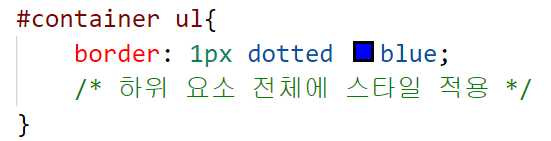 #container ul{
border: 1px dotted blue;
/* 하위 요소 전체에 스타일 적용 */
}